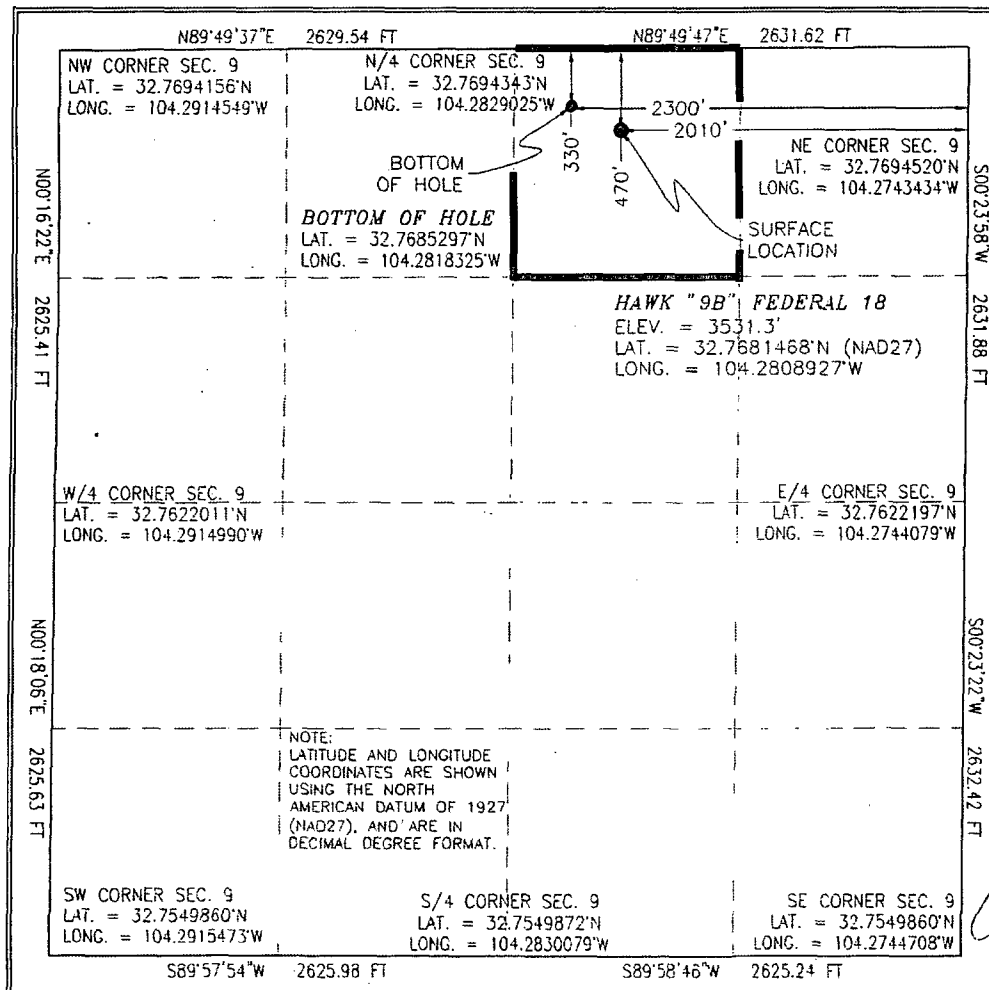 N89°49'37"E 2629.54 FT
N89°49'47"E 2631.62 FT
NW CORNER SEC. 9
LAT. = 32.7694156°N
LONG. = 104.2914549°W
N/4 CORNER SEC. 9
LAT. = 32.7694343°N
LONG. = 104.2829025°W
2300'
2010'
330'
470'
NE CORNER SEC. 9
LAT. = 32.7694520°N
LONG. = 104.2743434°W
BOTTOM
OF HOLE
BOTTOM OF HOLE
LAT. = 32.7685297°N
LONG. = 104.2818325°W
SURFACE
LOCATION
HAWK "9B" FEDERAL 18
ELEV. = 3531.3'
LAT. = 32.7681468°N (NAD27)
LONG. = 104.2808927°W
N00°16'22"E 2625.41 FT
S00°23'58"W 2631.88 FT
W/4 CORNER SEC. 9
LAT. = 32.7622011°N
LONG. = 104.2914990°W
E/4 CORNER SEC. 9
LAT. = 32.7622197°N
LONG. = 104.2744079°W
N00°18'06"E 2625.63 FT
S00°23'22"W 2632.42 FT
NOTE:
LATITUDE AND LONGITUDE
COORDINATES ARE SHOWN
USING THE NORTH
AMERICAN DATUM OF 1927
(NAD27), AND ARE IN
DECIMAL DEGREE FORMAT.
SW CORNER SEC. 9
LAT. = 32.7549860°N
LONG. = 104.2915473°W
S/4 CORNER SEC. 9
LAT. = 32.7549872°N
LONG. = 104.2830079°W
SE CORNER SEC. 9
LAT. = 32.7549860°N
LONG. = 104.2744708°W
S89°57'54"W 2625.98 FT
S89°58'46"W 2625.24 FT